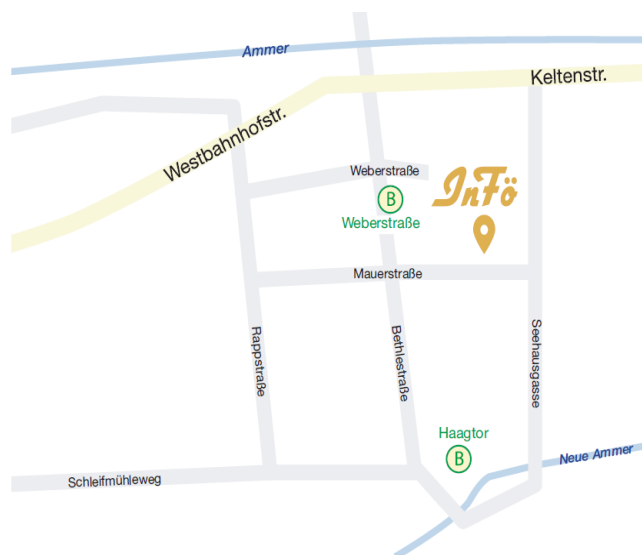 Ammer
Keltenstr.
Westbahnhofstr.
Weberstraße
InFö
B
Weberstraße
Mauerstraße
Rappstraße
Bethlestraße
Seehausgasse
Haagtor
B
Neue Ammer
Schleifmühleweg